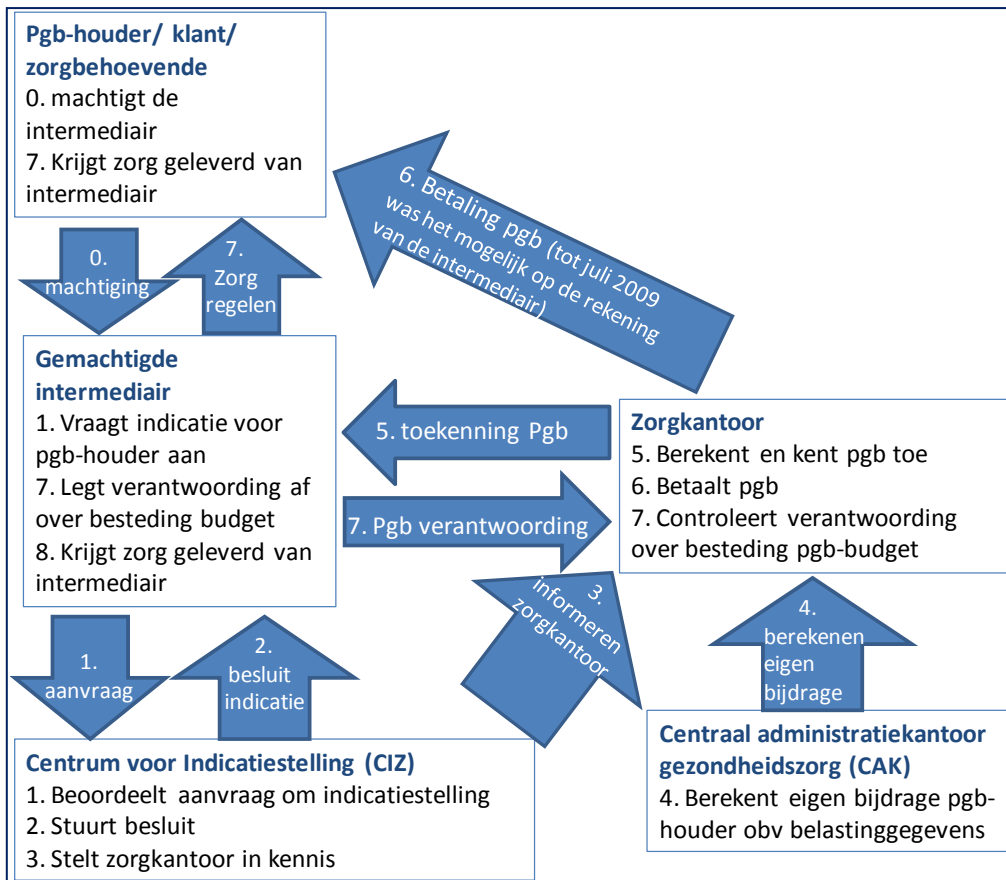 Pgb-houder/ klant/
zorgbehoevende
0. machtigt de
intermediair
7. Krijgt zorg geleverd van
intermediair
6. Betaling pgb (tot juli 2009
was het mogelijk op de rekening
van de intermediair)
0.
machtiging
7.
Zorg
regelen
Gemachtigde
intermediair
1. Vraagt indicatie voor
pgb-houder aan
7. Legt verantwoording af
over besteding budget
8. Krijgt zorg geleverd van
intermediair
5. toekenning Pgb
7. Pgb verantwoording
Zorgkantoor
5. Berekent en kent pgb toe
6. Betaalt pgb
7. Controleert verantwoording
over besteding pgb-budget
1.
aanvraag
2.
besluit
indicatie
3.
informeren
zorgkantoor
4.
berekenen
eigen
bijdrage
Centrum voor Indicatiestelling (CIZ)
1. Beoordeelt aanvraag om indicatiestelling
2. Stuurt besluit
3. Stelt zorgkantoor in kennis
Centraal administratiekantoor
gezondheidszorg (CAK)
4. Berekent eigen bijdrage pgb-
houder obv belastinggegevens